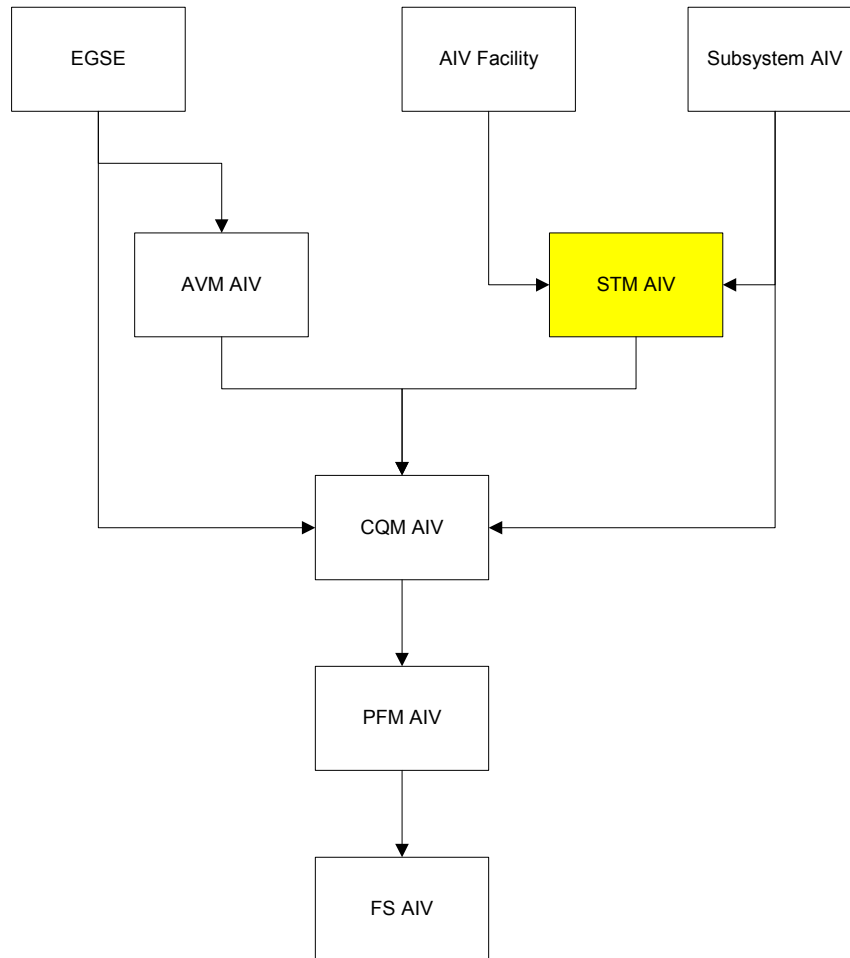 EGSE
AIV Facility
Subsystem AIV
AVM AIV
STM AIV
CQM AIV
PFM AIV
FS AIV